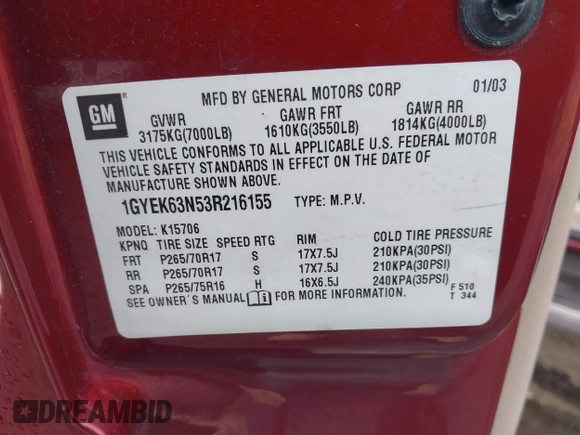 MFD BY GENERAL MOTORS CORP 01/03
GM
GVWR GAWR FRT GAWR RR
3175KG(7000LB) 1610KG(3550LB) 1814KG(4000LB)
THIS VEHICLE CONFORMS TO ALL APPLICABLE U.S. FEDERAL MOTOR
VEHICLE SAFETY STANDARDS IN EFFECT ON THE DATE OF
MANUFACTURE SHOWN ABOVE.
1GYEK63N53R216155 TYPE: M.P.V.
MODEL: K15706
KPNQ TIRE SIZE SPEED RTG RIM COLD TIRE PRESSURE
FRT P265/70R17 S 17X7.5J 210KPA(30PSI)
RR P265/70R17 S 17X7.5J 210KPA(30PSI)
SPA P265/75R16 H 16X6.5J 240KPA(35PSI)
SEE OWNER´S MANUAL FOR MORE INFORMATION.
F 510
T 344
DREAMBID